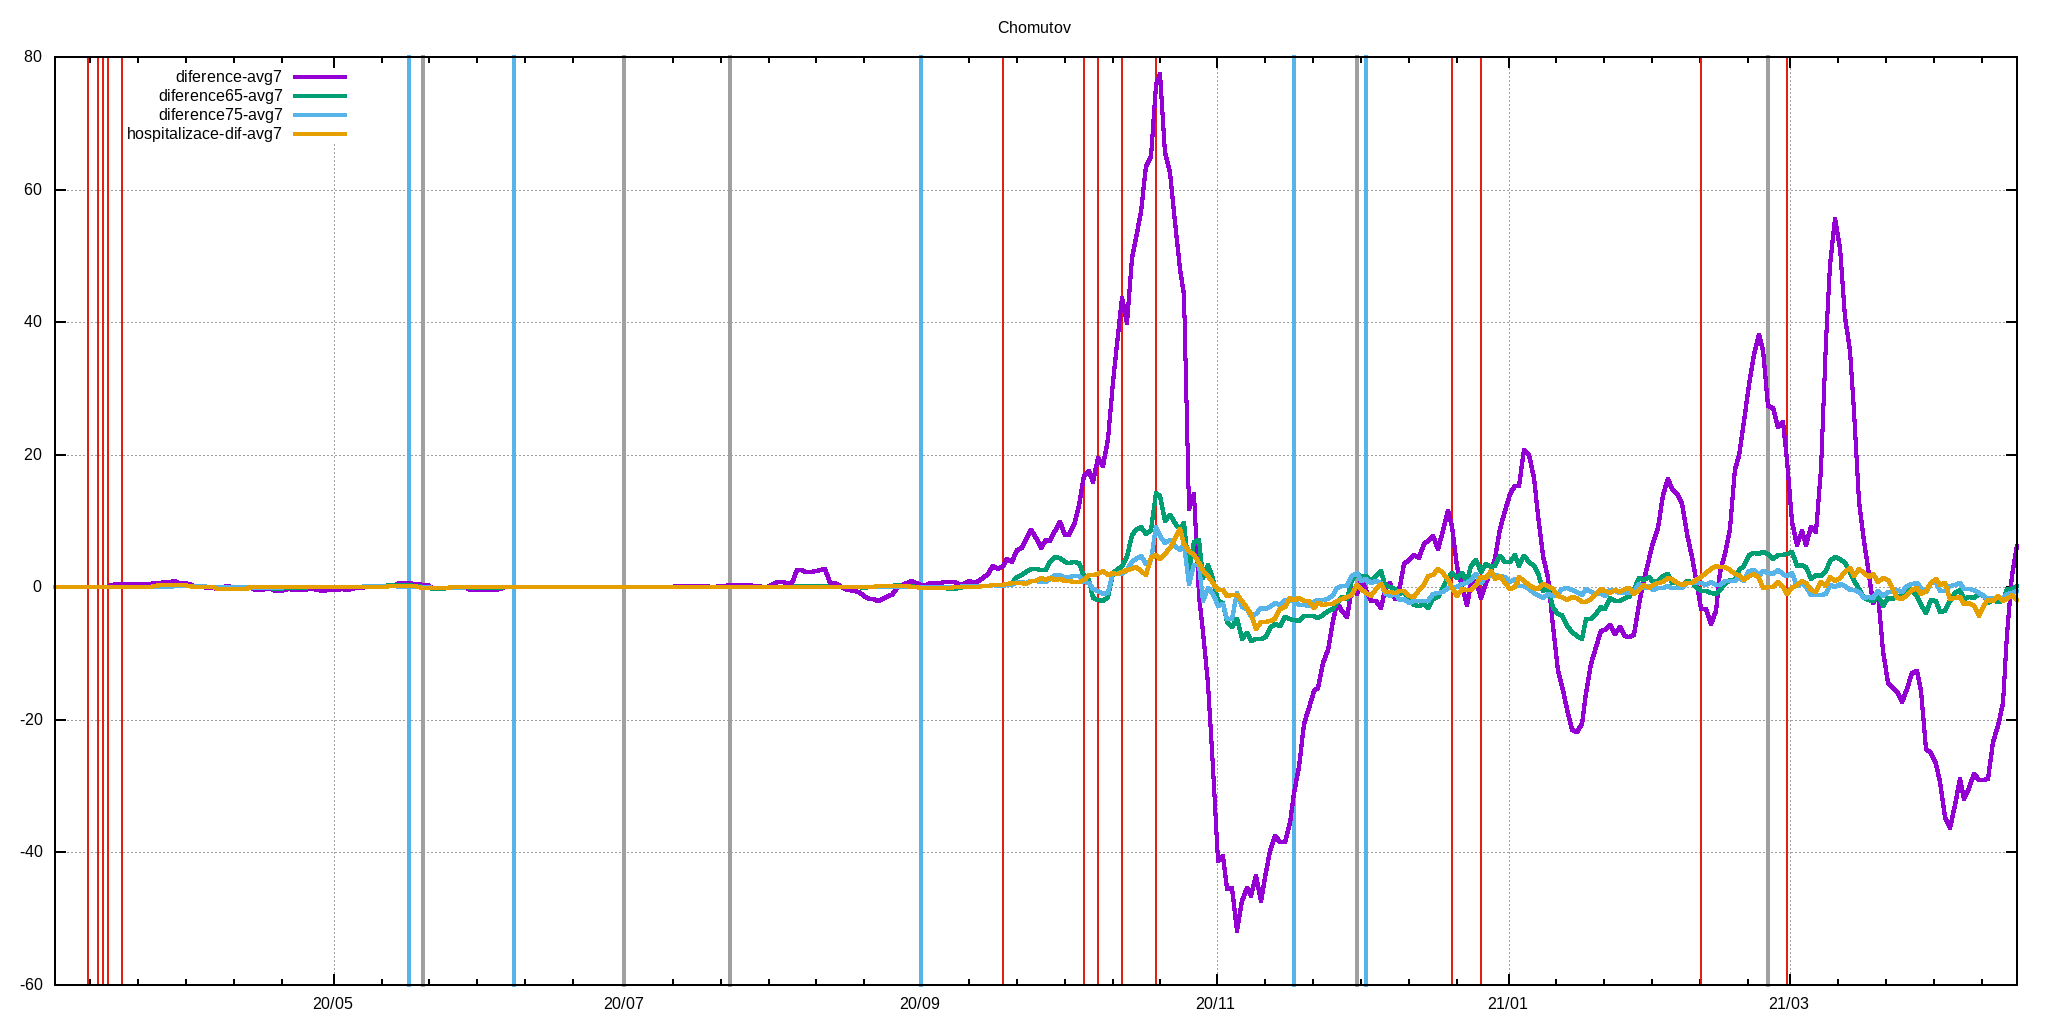 Chomutov
80
60
40
20
0
-20
-40
-60
diference-avg7
diference65-avg7
diference75-avg7
hospitalizace-dif-avg7
20/05 20/07 20/09 20/11 21/01 21/03